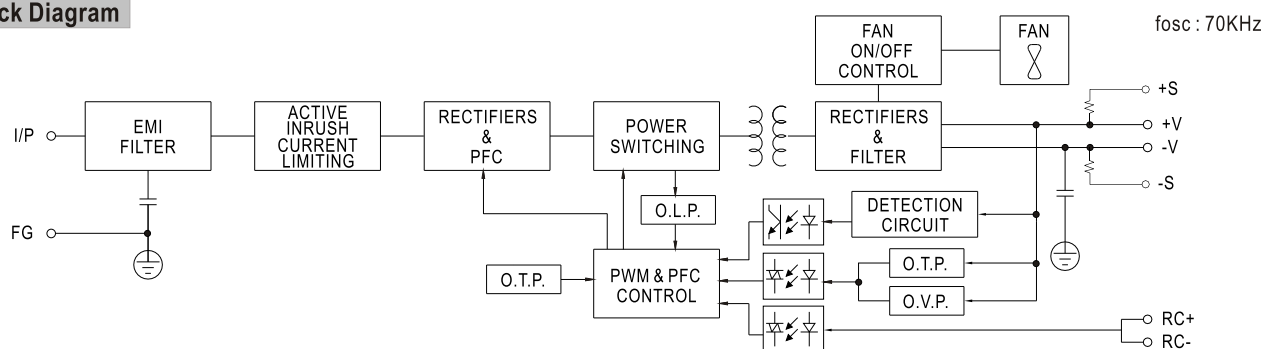 ck Diagram
fosc : 70KHz
FAN
ON/OFF
CONTROL
FAN
+S
I/P
EMI
FILTER
ACTIVE
INRUSH
CURRENT
LIMITING
RECTIFIERS
&
PFC
POWER
SWITCHING
RECTIFIERS
&
FILTER
+V
-V
-S
O.L.P.
DETECTION
CIRCUIT
FG
O.T.P.
PWM & PFC
CONTROL
O.T.P.
O.V.P.
RC+
RC-